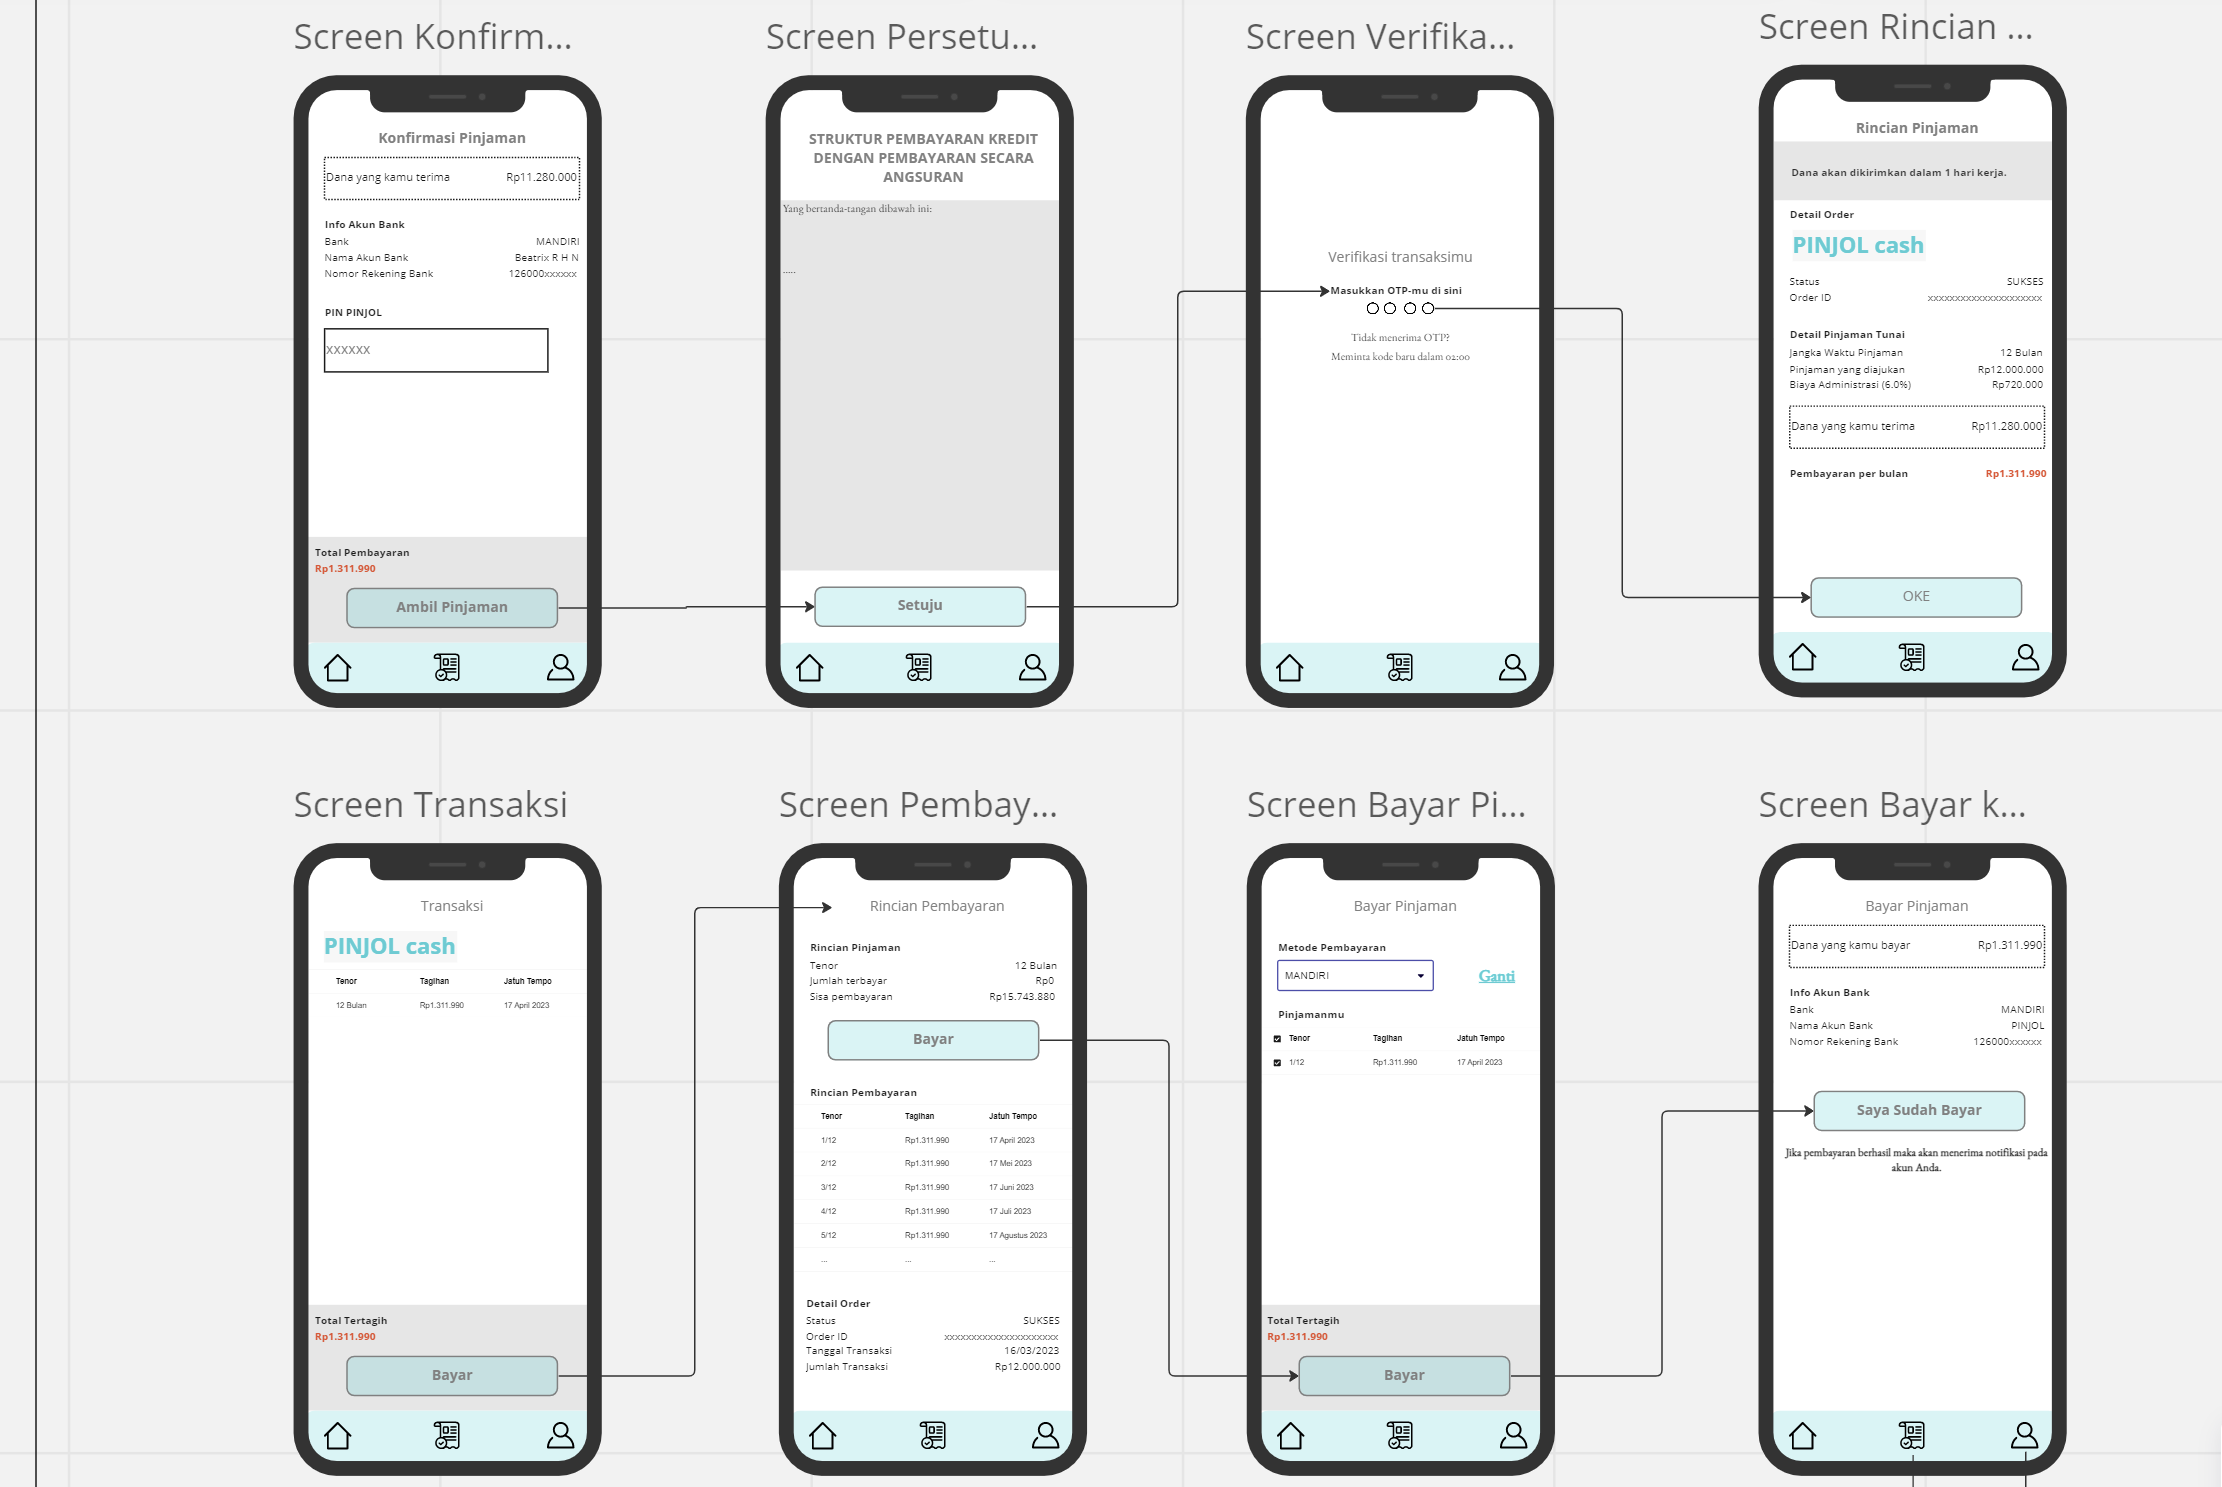 Screen Konfirm...
Konfirmasi Pinjaman
Dana yang kamu terima Rp11.280.000
Info Akun Bank
Bank MANDIRI
Nama Akun Bank Beatrix R H N
Nomor Rekening Bank 126000xxxxxx
PIN PINJOL
XXXXXX
Total Pembayaran
Rp1.311.990
Ambil Pinjaman
Screen Persetu...
STRUKTUR PEMBAYARAN KREDIT
DENGAN PEMBAYARAN SECARA
ANGSURAN
Yang bertanda-tangan dibawah ini:
.....
Setuju
Screen Verifika...
Verifikasi transaksimu
Masukkan OTP-mu di sini
Tidak menerima OTP?
Meminta kode baru dalam 02:00
Screen Rincian ...
Rincian Pinjaman
Dana akan dikirimkan dalam 1 hari kerja.
Detail Order
PINJOL cash
Status SUKSES
Order ID xxxxxxxxxxxxxxxxxxxxxx
Detail Pinjaman Tunai
Jangka Waktu Pinjaman 12 Bulan
Pinjaman yang diajukan Rp12.000.000
Biaya Administrasi (6.0%) Rp720.000
Dana yang kamu terima Rp11.280.000
Pembayaran per bulan Rp1.311.990
OKE
Screen Transaksi
Transaksi
PINJOL cash
Tenor Tagihan Jatuh Tempo
12 Bulan Rp1.311.990 17 April 2023
Total Tertagih
Rp1.311.990
Bayar
Screen Pembay...
Rincian Pembayaran
Rincian Pinjaman
Tenor 12 Bulan
Jumlah terbayar Rp0
Sisa pembayaran Rp15.743.880
Bayar
Rincian Pembayaran
Tenor Tagihan Jatuh Tempo
1/12 Rp1.311.990 17 April 2023
2/12 Rp1.311.990 17 Mei 2023
3/12 Rp1.311.990 17 Juni 2023
4/12 Rp1.311.990 17 Juli 2023
5/12 Rp1.311.990 17 Agustus 2023
... ... ...
Detail Order
Status SUKSES
Order ID xxxxxxxxxxxxxxxxxxxxxx
Tanggal Transaksi 16/03/2023
Jumlah Transaksi Rp12.000.000
Screen Bayar Pi...
Bayar Pinjaman
Metode Pembayaran
MANDIRI Ganti
Pinjamanmu
Tenor Tagihan Jatuh Tempo
1/12 Rp1.311.990 17 April 2023
Total Tertagih
Rp1.311.990
Bayar
Screen Bayar k...
Bayar Pinjaman
Dana yang kamu bayar Rp1.311.990
Info Akun Bank
Bank MANDIRI
Nama Akun Bank PINJOL
Nomor Rekening Bank 126000xxxxxx
Saya Sudah Bayar
Jika pembayaran berhasil maka akan menerima notifikasi pada
akun Anda.